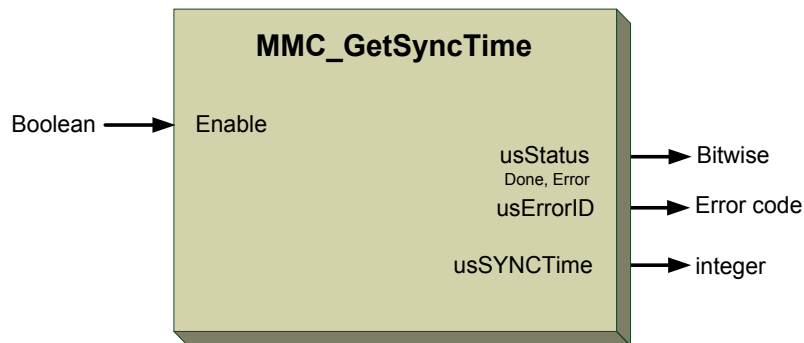 MMC_GetSyncTime
Boolean
Enable
usStatus
Bitwise
Done, Error
usErrorID
Error code
usSYNCTime
integer